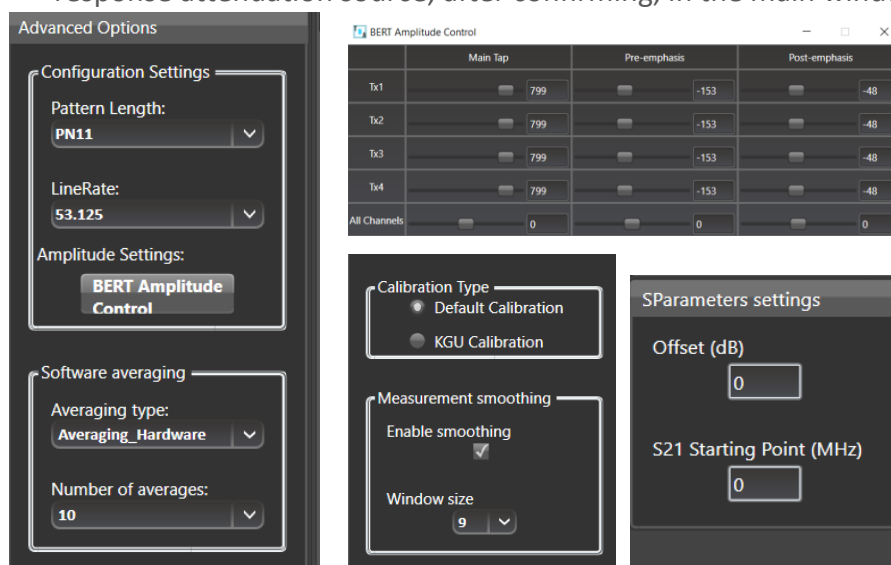 response attenuation source, after confirming, in the main
Advanced Options
Configuration Settings
Pattern Length:
PN11
LineRate:
53.125
Amplitude Settings:
BERT Amplitude
Control
Software averaging
Averaging type:
Averaging_Hardware
Number of averages:
10
BERT Amplitude Control
Main Tap Pre-emphasis Post-emphasis
Tx1 799 -153 -48
Tx2 799 -153 -48
Tx3 799 -153 -48
Tx4 799 -153 -48
All Channels 0 0 0
Calibration Type
Default Calibration
KGU Calibration
Measurement smoothing
Enable smoothing
Window size
9
SParameters settings
Offset (dB)
0
S21 Starting Point (MHz)
0